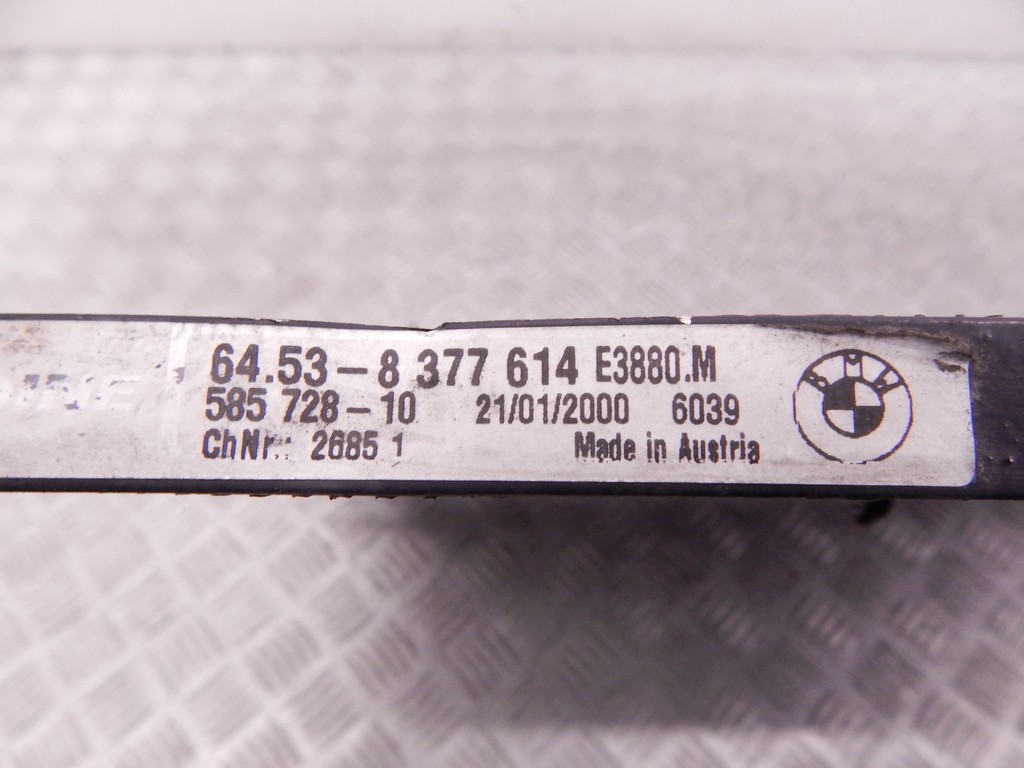 64.53-8 377 614 E3880.M
585 728-10 21/01/2000 6039
ChNr.: 2685 1 Made in Austria
BMW